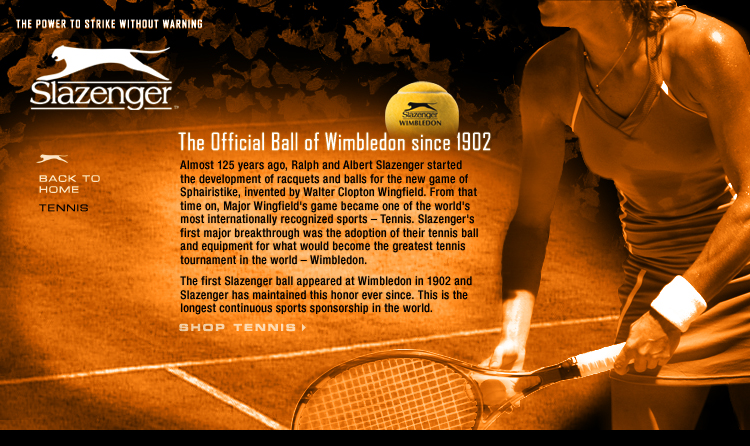 THE POWER TO STRIKE WITHOUT WARNING
Slazenger
Slazenger
WIMBLEDON
The Official Ball of Wimbledon since 1902
Almost 125 years ago, Ralph and Albert Slazenger started
the development of racquets and balls for the new game of
Sphairistike, invented by Walter Clopton Wingfield. From that
time on, Major Wingfield's game became one of the world's
most internationally recognized sports – Tennis. Slazenger's
first major breakthrough was the adoption of their tennis ball
and equipment for what would become the greatest tennis
tournament in the world – Wimbledon.
The first Slazenger ball appeared at Wimbledon in 1902 and
Slazenger has maintained this honor ever since. This is the
longest continuous sports sponsorship in the world.
SHOP TENNIS
BACK TO
HOME
TENNIS